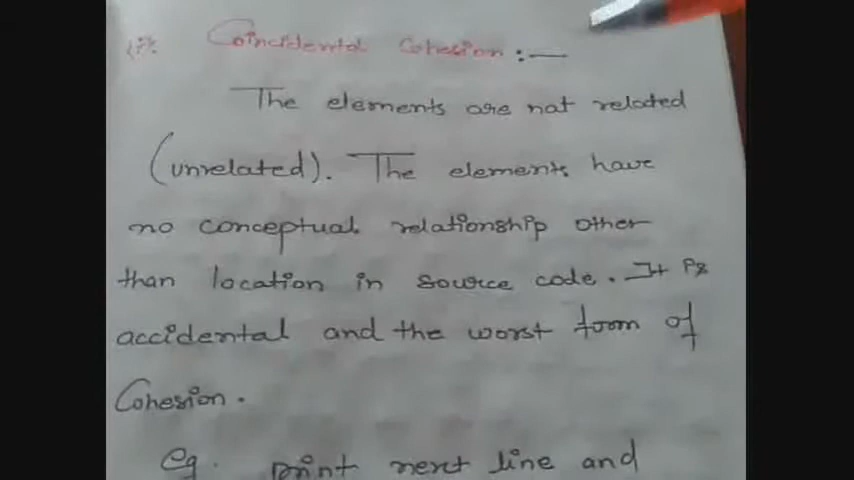 Coincidental Cohesion :—
The elements are not related
(unrelated). The elements have
no conceptual relationship other
than location in source code. It is
accidental and the worst form of
Cohesion.
eg. print next line and